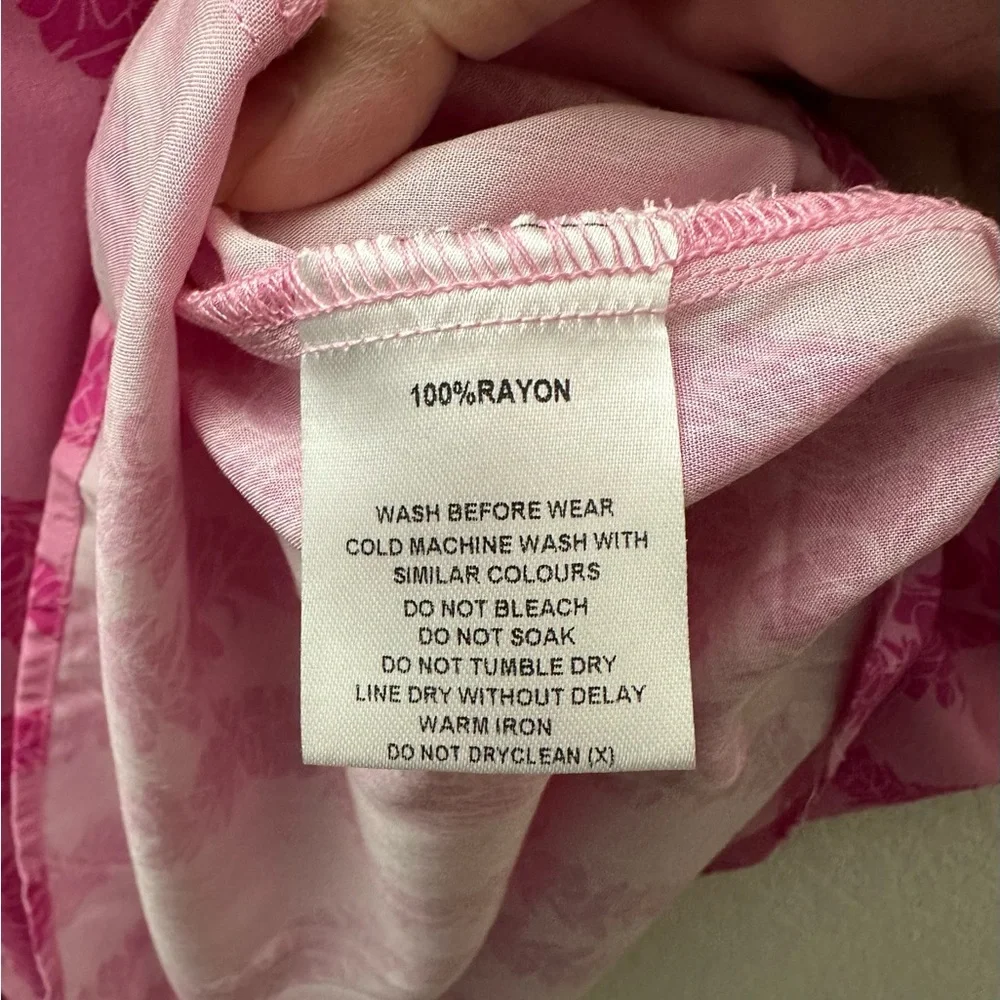 100%RAYON
WASH BEFORE WEAR
COLD MACHINE WASH WITH
SIMILAR COLOURS
DO NOT BLEACH
DO NOT SOAK
DO NOT TUMBLE DRY
LINE DRY WITHOUT DELAY
WARM IRON
DO NOT DRYCLEAN (X)